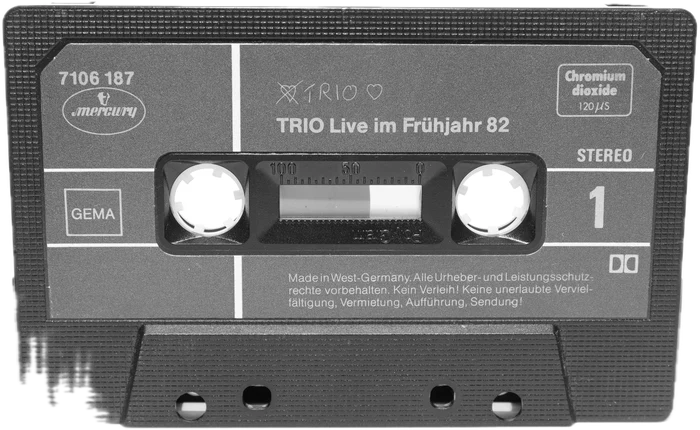 7106 187
mercury
TRIO
TRIO Live im Frühjahr 82
Chromium
dioxide
120 µS
STEREO
100 50 0
GEMA
1
Polygram
Made in West-Germany. Alle Urheber- und Leistungsschutz-
rechte vorbehalten. Kein Verleih! Keine unerlaubte Verviel-
fältigung, Vermietung, Aufführung, Sendung!